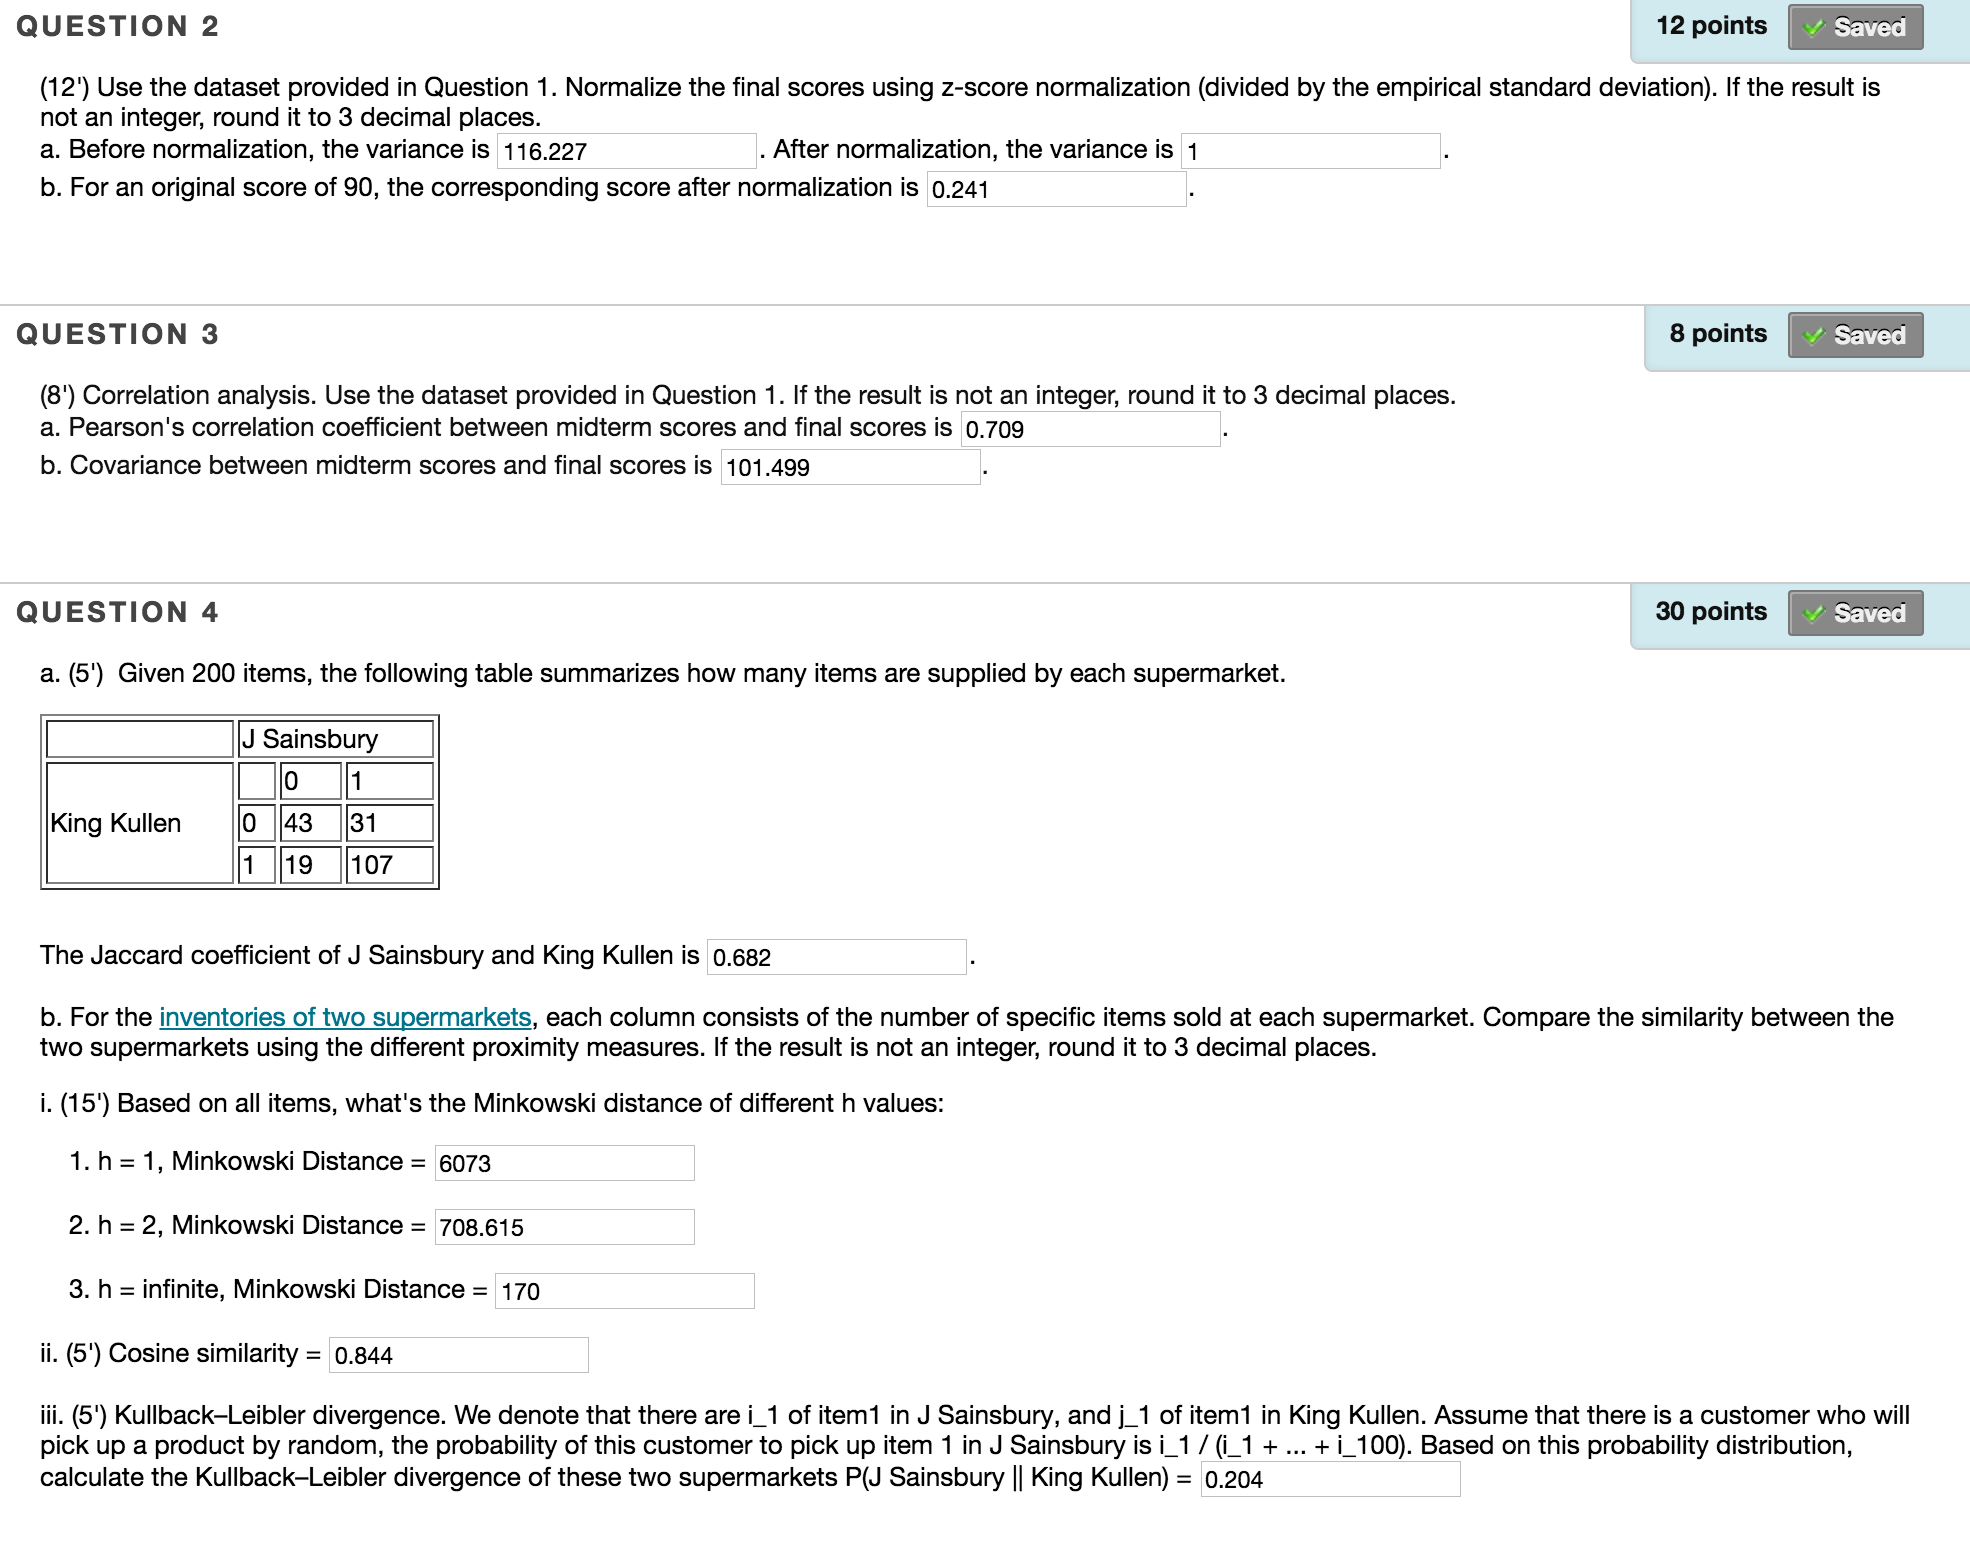 QUESTION 2
12 points
Saved
(12') Use the dataset provided in Question 1. Normalize the final scores using z-score normalization (divided by the empirical standard deviation). If the result is
not an integer, round it to 3 decimal places.
a. Before normalization, the variance is 116.227 . After normalization, the variance is 1 .
b. For an original score of 90, the corresponding score after normalization is 0.241 .
QUESTION 3
8 points
Saved
(8') Correlation analysis. Use the dataset provided in Question 1. If the result is not an integer, round it to 3 decimal places.
a. Pearson's correlation coefficient between midterm scores and final scores is 0.709 .
b. Covariance between midterm scores and final scores is 101.499 .
QUESTION 4
30 points
Saved
a. (5')  Given 200 items, the following table summarizes how many items are supplied by each supermarket.
J Sainsbury
0 1
King Kullen 0 43 31
1 19 107
The Jaccard coefficient of J Sainsbury and King Kullen is 0.682 .
b. For the inventories of two supermarkets, each column consists of the number of specific items sold at each supermarket. Compare the similarity between the
two supermarkets using the different proximity measures. If the result is not an integer, round it to 3 decimal places.
i. (15') Based on all items, what's the Minkowski distance of different h values:
1. h = 1, Minkowski Distance = 6073
2. h = 2, Minkowski Distance = 708.615
3. h = infinite, Minkowski Distance = 170
ii. (5') Cosine similarity = 0.844
iii. (5') Kullback–Leibler divergence. We denote that there are i_1 of item1 in J Sainsbury, and j_1 of item1 in King Kullen. Assume that there is a customer who will
pick up a product by random, the probability of this customer to pick up item 1 in J Sainsbury is i_1 / (i_1 + ... + i_100). Based on this probability distribution,
calculate the Kullback–Leibler divergence of these two supermarkets P(J Sainsbury || King Kullen) = 0.204